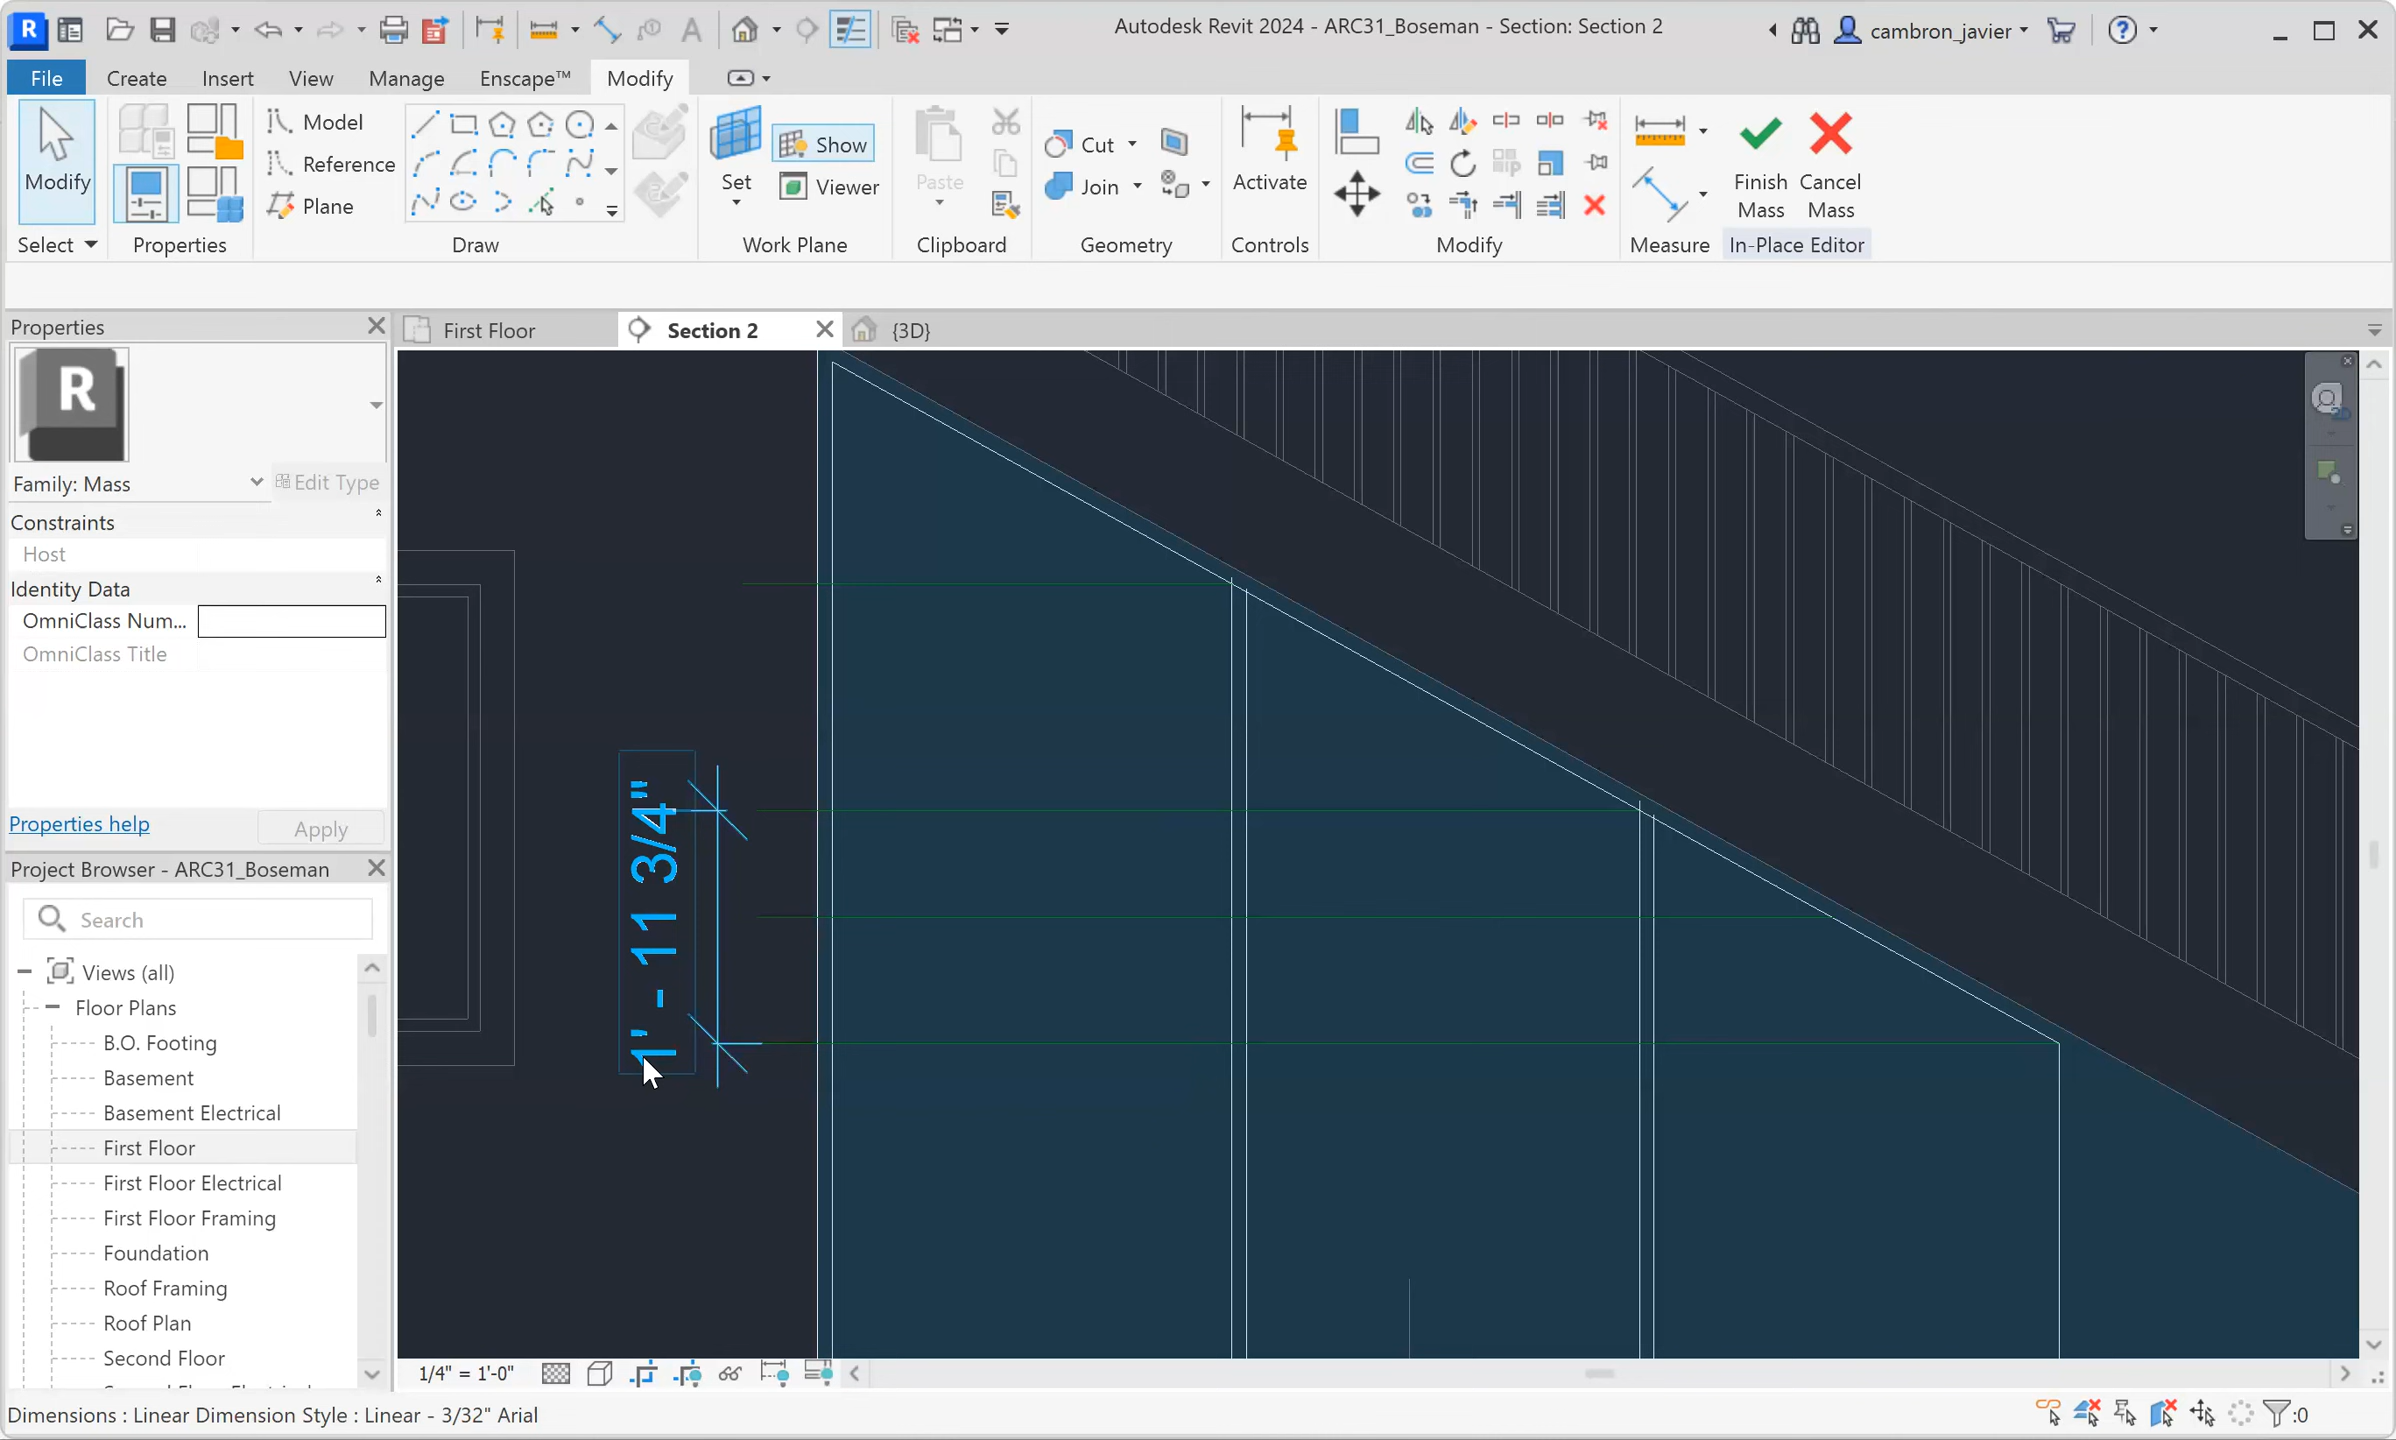 Autodesk Revit 2024 - ARC31_Boseman - Section: Section 2
cambron_javier
File Create Insert View Manage Enscape™ Modify
Modify
Model
Reference
Plane
Set
Show
Viewer
Paste
Cut
Join
Activate
Finish Mass
Cancel Mass
Select Properties Draw Work Plane Clipboard Geometry Controls Modify Measure In-Place Editor
Properties
First Floor Section 2 {3D}
R
Family: Mass Edit Type
Constraints
Host
Identity Data
OmniClass Num...
OmniClass Title
Properties help Apply
Project Browser - ARC31_Boseman
Search
Views (all)
Floor Plans
B.O. Footing
Basement
Basement Electrical
First Floor
First Floor Electrical
First Floor Framing
Foundation
Roof Framing
Roof Plan
Second Floor
1' - 11 3/4"
1/4" = 1'-0"
Dimensions : Linear Dimension Style : Linear - 3/32" Arial
:0